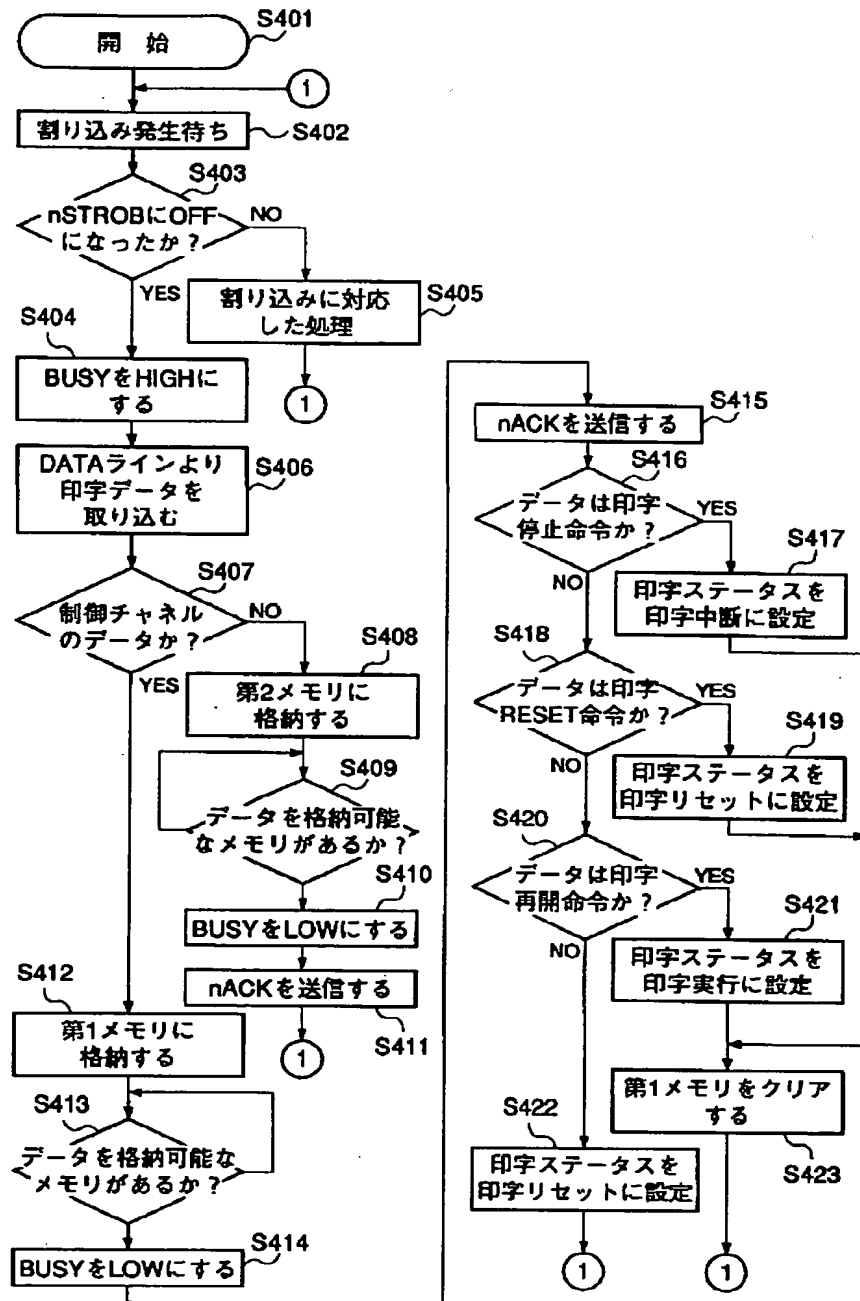 開 始
S401
1
割り込み発生待ち
S402
S403
nSTROBにOFF
になったか？
NO
YES
割り込みに対応
した処理
S405
1
S404
BUSYをHIGHに
する
DATAラインより
印字データを
取り込む
S406
S407
制御チャネル
のデータか？
NO
YES
S408
第2メモリに
格納する
S409
データを格納可能
なメモリがあるか？
S410
BUSYをLOWにする
nACKを送信する
S411
1
S412
第1メモリに
格納する
S413
データを格納可能な
メモリがあるか？
S414
BUSYをLOWにする
nACKを送信する
S415
S416
データは印字
停止命令か？
YES
NO
S417
印字ステータスを
印字中断に設定
S418
データは印字
RESET命令か？
YES
NO
S419
印字ステータスを
印字リセットに設定
S420
データは印字
再開命令か？
YES
NO
S421
印字ステータスを
印字実行に設定
第1メモリをクリア
する
S423
S422
印字ステータスを
印字リセットに設定
1
1